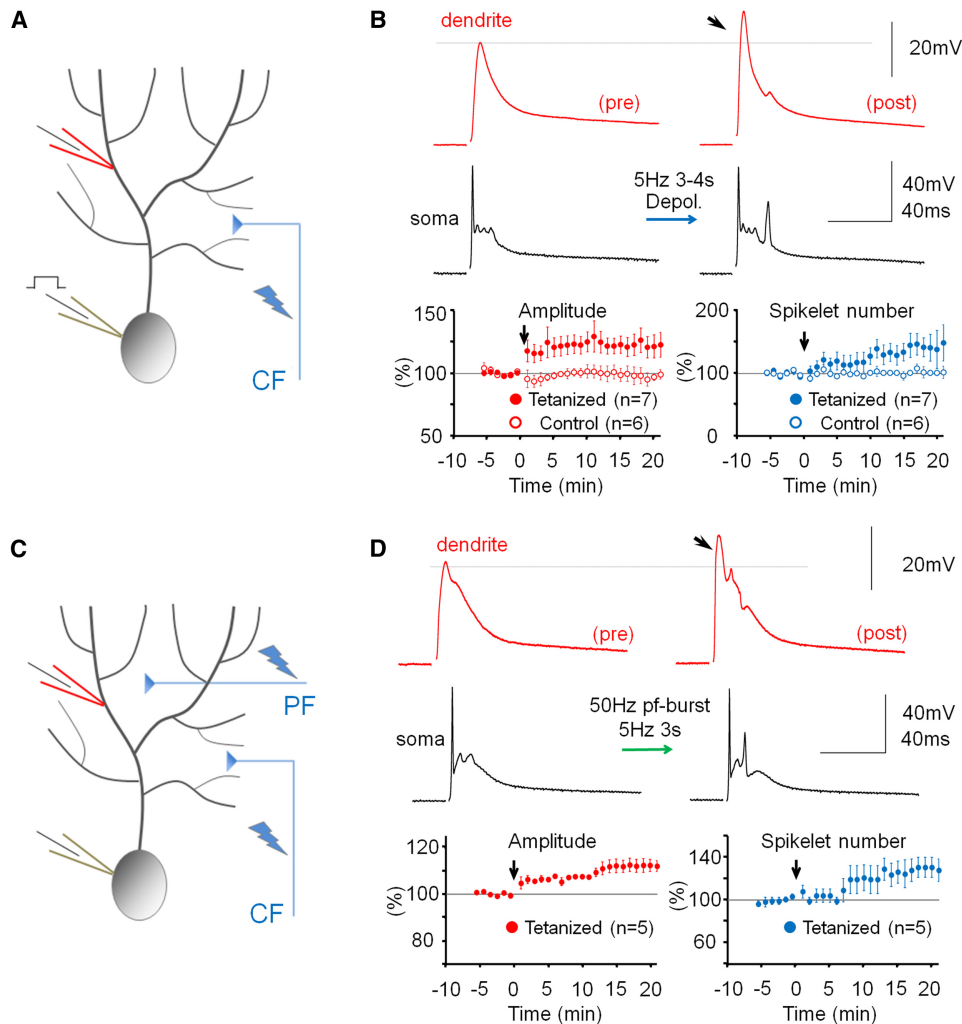 A
CF
B
dendrite
20mV
(pre)
(post)
soma
5Hz 3-4s
Depol.
40mV
40ms
Amplitude
150
100
50
(%)
Tetanized (n=7)
Control (n=6)
-10 -5 0 5 10 15 20
Time (min)
Spikelet number
200
100
0
(%)
Tetanized (n=7)
Control (n=6)
-10 -5 0 5 10 15 20
Time (min)
C
PF
CF
D
dendrite
20mV
(pre)
(post)
soma
50Hz pf-burst
5Hz 3s
40mV
40ms
Amplitude
120
100
80
(%)
Tetanized (n=5)
-10 -5 0 5 10 15 20
Time (min)
Spikelet number
140
100
60
(%)
Tetanized (n=5)
-10 -5 0 5 10 15 20
Time (min)